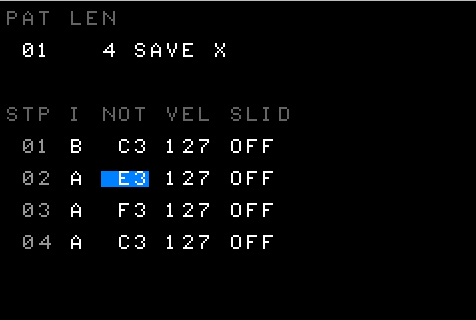 PAT LEN
01 4 SAVE X
STP I NOT VEL SLID
01 B C3 127 OFF
02 A E3 127 OFF
03 A F3 127 OFF
04 A C3 127 OFF